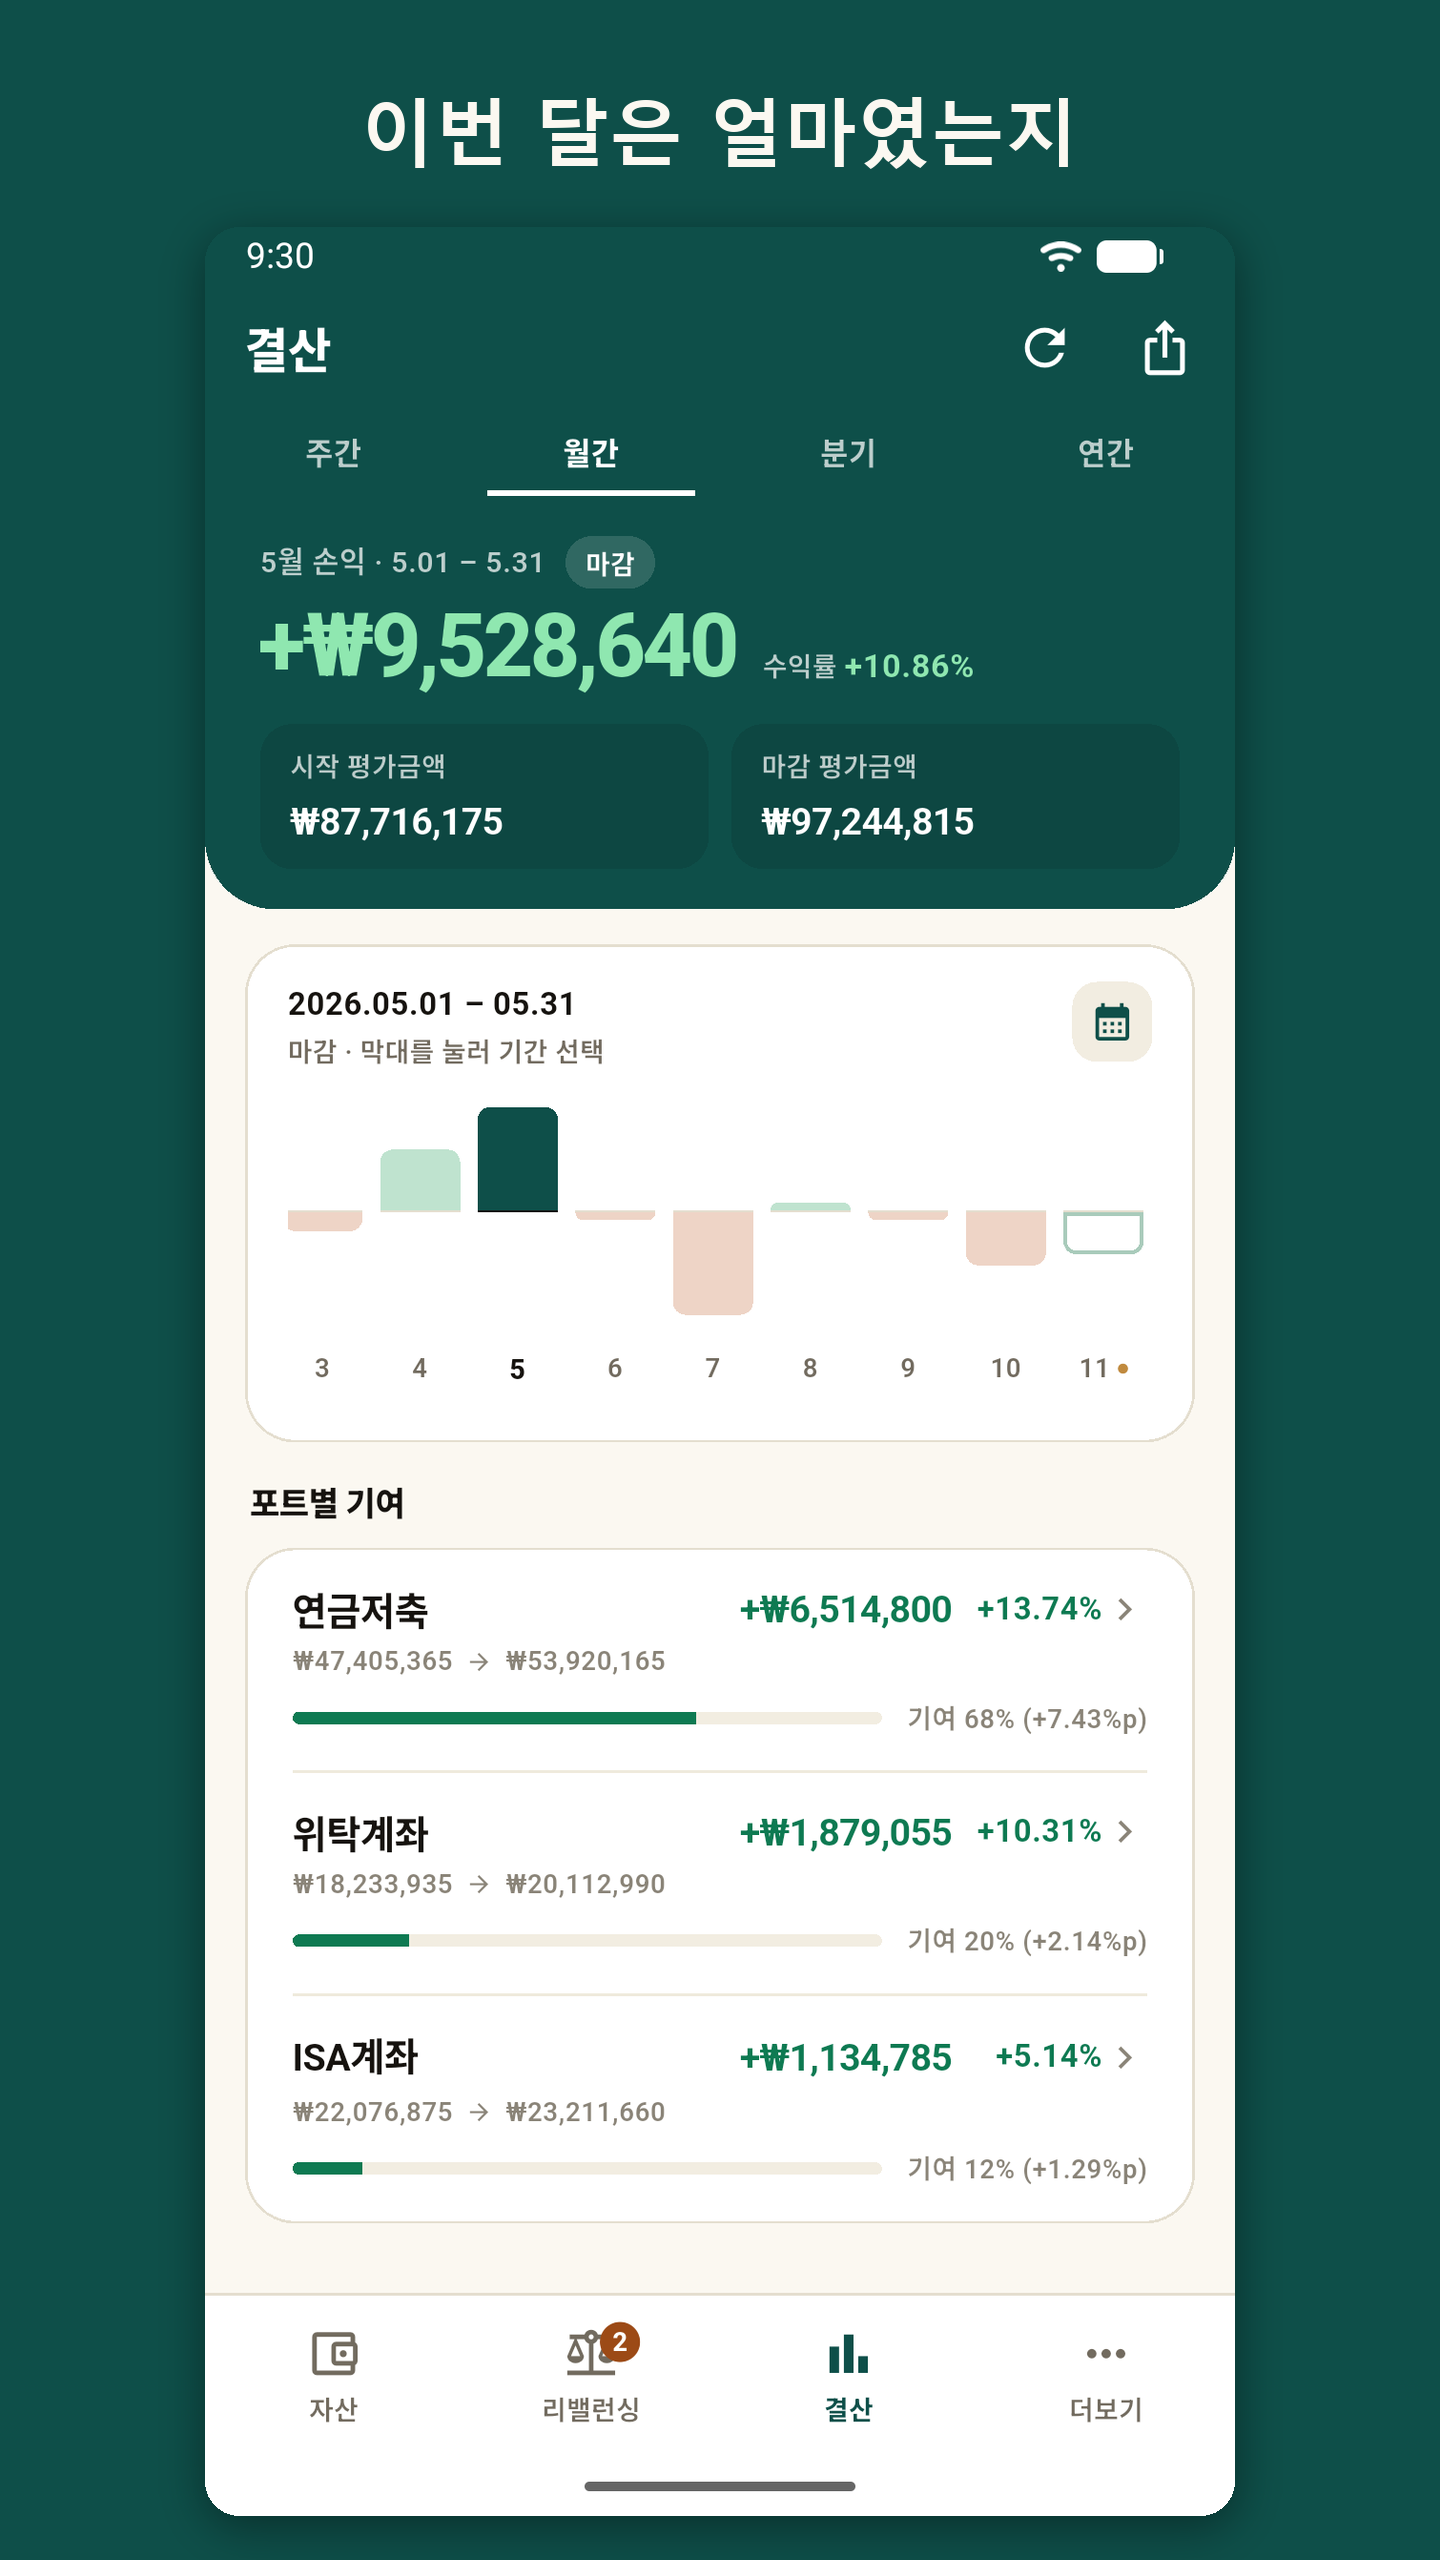 이번 달은 얼마였는지
9:30
결산
주간 월간 분기 연간
5월 손익 · 5.01 – 5.31 마감
+₩9,528,640 수익률 +10.86%
시작 평가금액 마감 평가금액
₩87,716,175 ₩97,244,815
2026.05.01 – 05.31
마감 · 막대를 눌러 기간 선택
3 4 5 6 7 8 9 10 11
포트별 기여
연금저축 +₩6,514,800 +13.74%
₩47,405,365 → ₩53,920,165
기여 68% (+7.43%p)
위탁계좌 +₩1,879,055 +10.31%
₩18,233,935 → ₩20,112,990
기여 20% (+2.14%p)
ISA계좌 +₩1,134,785 +5.14%
₩22,076,875 → ₩23,211,660
기여 12% (+1.29%p)
2
자산 리밸런싱 결산 더보기